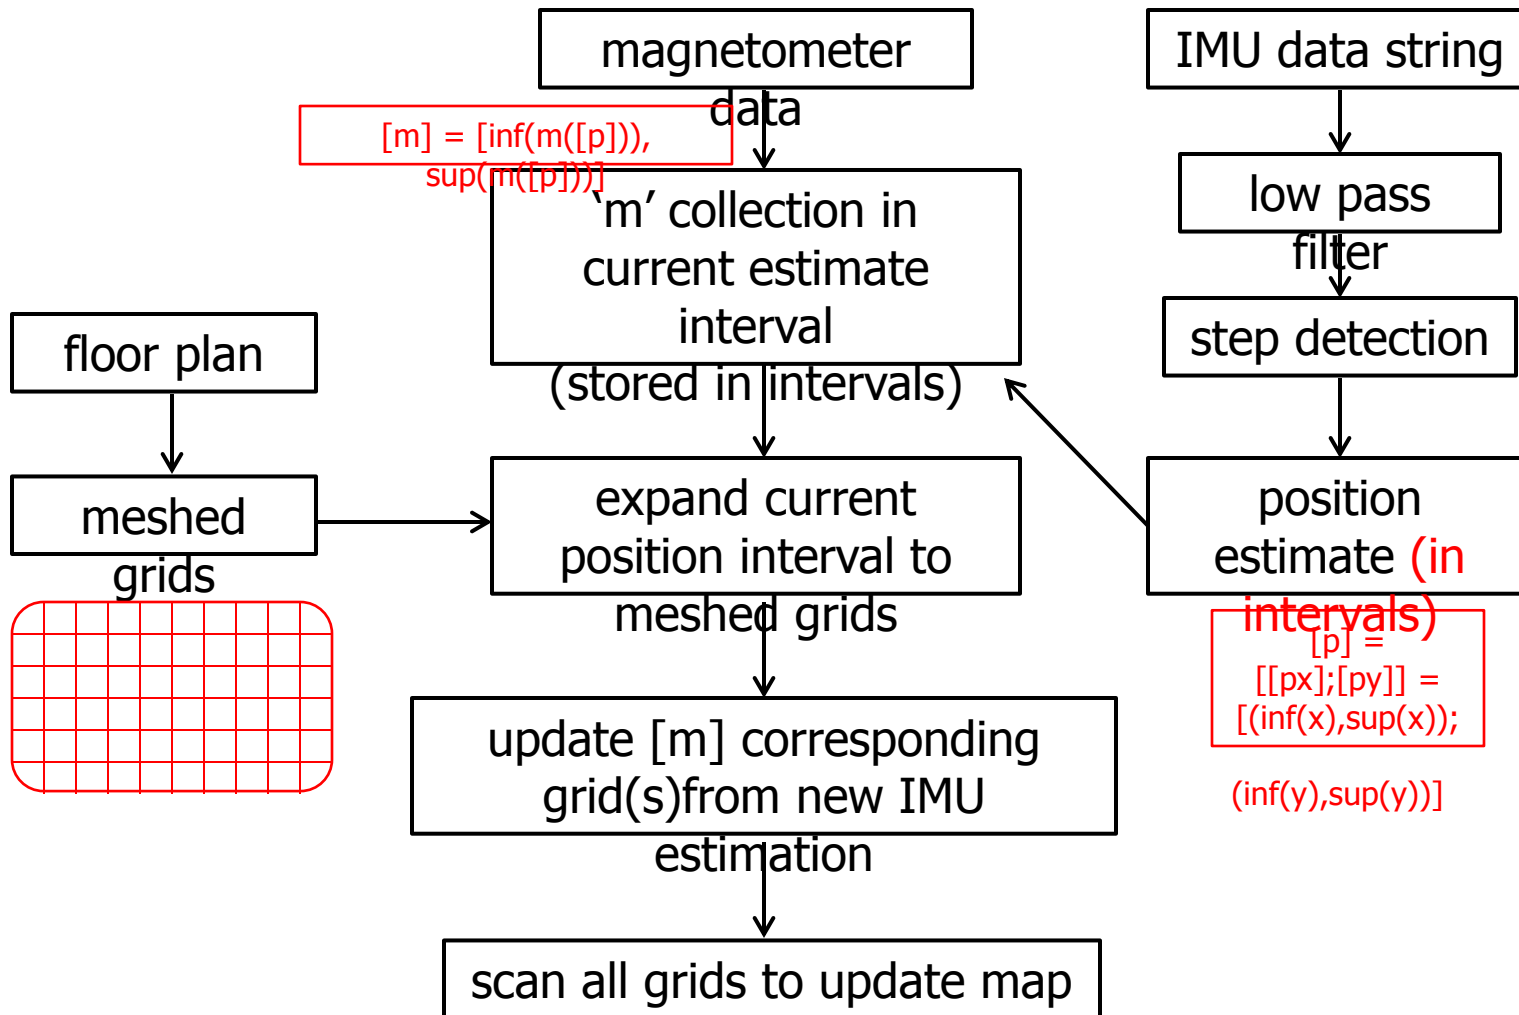 magnetometer
data
IMU data string
[m] = [inf(m([p])),
sup(m([p]))]
‘m’ collection in
current estimate
interval
(stored in intervals)
low pass
filter
floor plan
step detection
meshed
grids
expand current
position interval to
meshed grids
position
estimate (in
intervals)
[p] =
[[px];[py]] =
[(inf(x),sup(x));
(inf(y),sup(y))]
update [m] corresponding
grid(s)from new IMU
estimation
scan all grids to update map